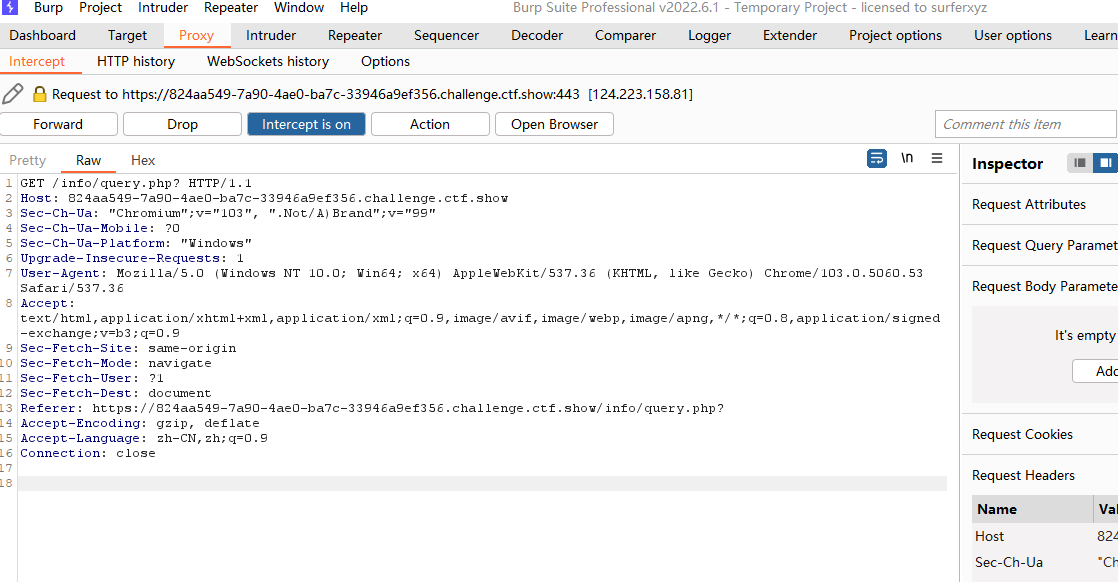 Burp Project Intruder Repeater Window Help Burp Suite Professional v2022.6.1 - Temporary Project - licensed to surferxyz
Dashboard Target Proxy Intruder Repeater Sequencer Decoder Comparer Logger Extender Project options User options Learn
Intercept HTTP history WebSockets history Options
Request to https://824aa549-7a90-4ae0-ba7c-33946a9ef356.challenge.ctf.show:443 [124.223.158.81]
Forward Drop Intercept is on Action Open Browser Comment this item
Pretty Raw Hex \n
1 GET /info/query.php? HTTP/1.1
2 Host: 824aa549-7a90-4ae0-ba7c-33946a9ef356.challenge.ctf.show
3 Sec-Ch-Ua: "Chromium";v="103", ".Not/A)Brand";v="99"
4 Sec-Ch-Ua-Mobile: ?0
5 Sec-Ch-Ua-Platform: "Windows"
6 Upgrade-Insecure-Requests: 1
7 User-Agent: Mozilla/5.0 (Windows NT 10.0; Win64; x64) AppleWebKit/537.36 (KHTML, like Gecko) Chrome/103.0.5060.53
Safari/537.36
8 Accept:
text/html,application/xhtml+xml,application/xml;q=0.9,image/avif,image/webp,image/apng,*/*;q=0.8,application/signed
-exchange;v=b3;q=0.9
9 Sec-Fetch-Site: same-origin
10 Sec-Fetch-Mode: navigate
11 Sec-Fetch-User: ?1
12 Sec-Fetch-Dest: document
13 Referer: https://824aa549-7a90-4ae0-ba7c-33946a9ef356.challenge.ctf.show/info/query.php?
14 Accept-Encoding: gzip, deflate
15 Accept-Language: zh-CN,zh;q=0.9
16 Connection: close
17
18
Inspector
Request Attributes
Request Query Paramet
Request Body Paramete
It's empty
Add
Request Cookies
Request Headers
Name Val
Host 824
Sec-Ch-Ua "Ch